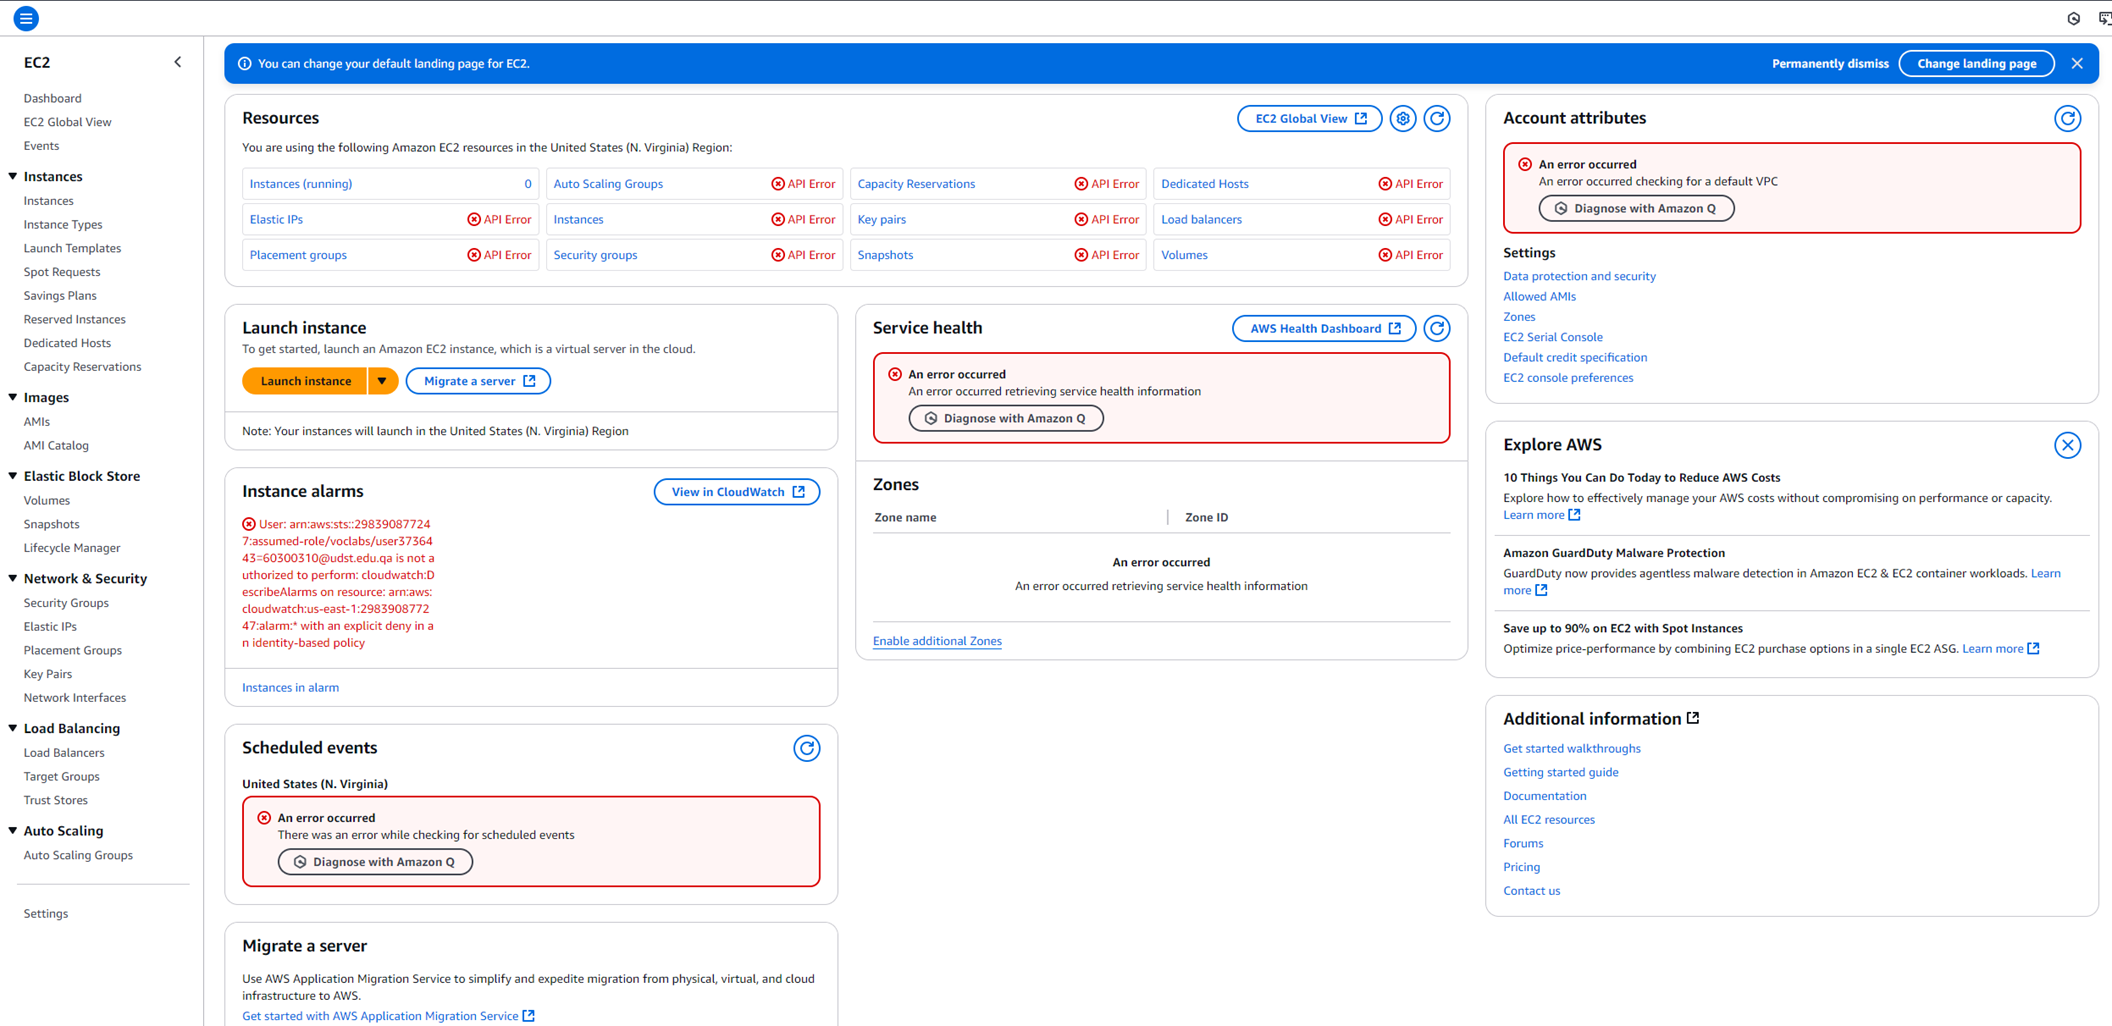 You can change your default landing page for EC2.
Permanently dismiss
Change landing page
EC2
Dashboard
EC2 Global View
Events
Instances
Instances
Instance Types
Launch Templates
Spot Requests
Savings Plans
Reserved Instances
Dedicated Hosts
Capacity Reservations
Images
AMIs
AMI Catalog
Elastic Block Store
Volumes
Snapshots
Lifecycle Manager
Network & Security
Security Groups
Elastic IPs
Placement Groups
Key Pairs
Network Interfaces
Load Balancing
Load Balancers
Target Groups
Trust Stores
Auto Scaling
Auto Scaling Groups
Settings
Resources
EC2 Global View
You are using the following Amazon EC2 resources in the United States (N. Virginia) Region:
Instances (running) 0
Auto Scaling Groups API Error
Capacity Reservations API Error
Dedicated Hosts API Error
Elastic IPs API Error
Instances API Error
Key pairs API Error
Load balancers API Error
Placement groups API Error
Security groups API Error
Snapshots API Error
Volumes API Error
Launch instance
To get started, launch an Amazon EC2 instance, which is a virtual server in the cloud.
Launch instance
Migrate a server
Note: Your instances will launch in the United States (N. Virginia) Region
Instance alarms
View in CloudWatch
User: arn:aws:sts::29839087724
7:assumed-role/voclabs/user37364
43=60300310@udst.edu.qa is not a
uthorized to perform: cloudwatch:D
escribeAlarms on resource: arn:aws:
cloudwatch:us-east-1:2983908772
47:alarm:* with an explicit deny in a
n identity-based policy
Instances in alarm
Scheduled events
United States (N. Virginia)
An error occurred
There was an error while checking for scheduled events
Diagnose with Amazon Q
Migrate a server
Use AWS Application Migration Service to simplify and expedite migration from physical, virtual, and cloud
infrastructure to AWS.
Get started with AWS Application Migration Service
Service health
AWS Health Dashboard
An error occurred
An error occurred retrieving service health information
Diagnose with Amazon Q
Zones
Zone name
Zone ID
An error occurred
An error occurred retrieving service health information
Enable additional Zones
Account attributes
An error occurred
An error occurred checking for a default VPC
Diagnose with Amazon Q
Settings
Data protection and security
Allowed AMIs
Zones
EC2 Serial Console
Default credit specification
EC2 console preferences
Explore AWS
10 Things You Can Do Today to Reduce AWS Costs
Explore how to effectively manage your AWS costs without compromising on performance or capacity.
Learn more
Amazon GuardDuty Malware Protection
GuardDuty now provides agentless malware detection in Amazon EC2 & EC2 container workloads. Learn
more
Save up to 90% on EC2 with Spot Instances
Optimize price-performance by combining EC2 purchase options in a single EC2 ASG. Learn more
Additional information
Get started walkthroughs
Getting started guide
Documentation
All EC2 resources
Forums
Pricing
Contact us